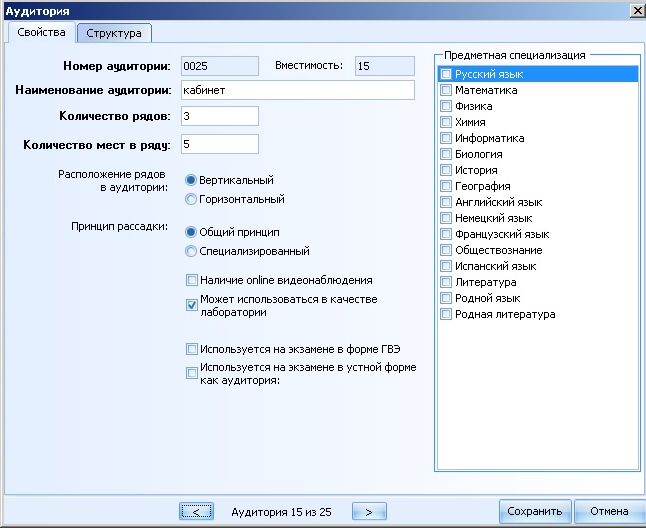 Аудитория
Свойства
Структура
Номер аудитории: 0025 Вместимость: 15
Наименование аудитории: кабинет
Количество рядов: 3
Количество мест в ряду: 5
Расположение рядов
в аудитории:
Вертикальный
Горизонтальный
Принцип рассадки:
Общий принцип
Специализированный
Наличие online видеонаблюдения
Может использоваться в качестве
лаборатории
Используется на экзамене в форме ГВЭ
Используется на экзамене в устной форме
как аудитория:
Предметная специализация
Русский язык
Математика
Физика
Химия
Информатика
Биология
История
География
Английский язык
Немецкий язык
Французский язык
Обществознание
Испанский язык
Литература
Родной язык
Родная литература
< Аудитория 15 из 25 >
Сохранить
Отмена